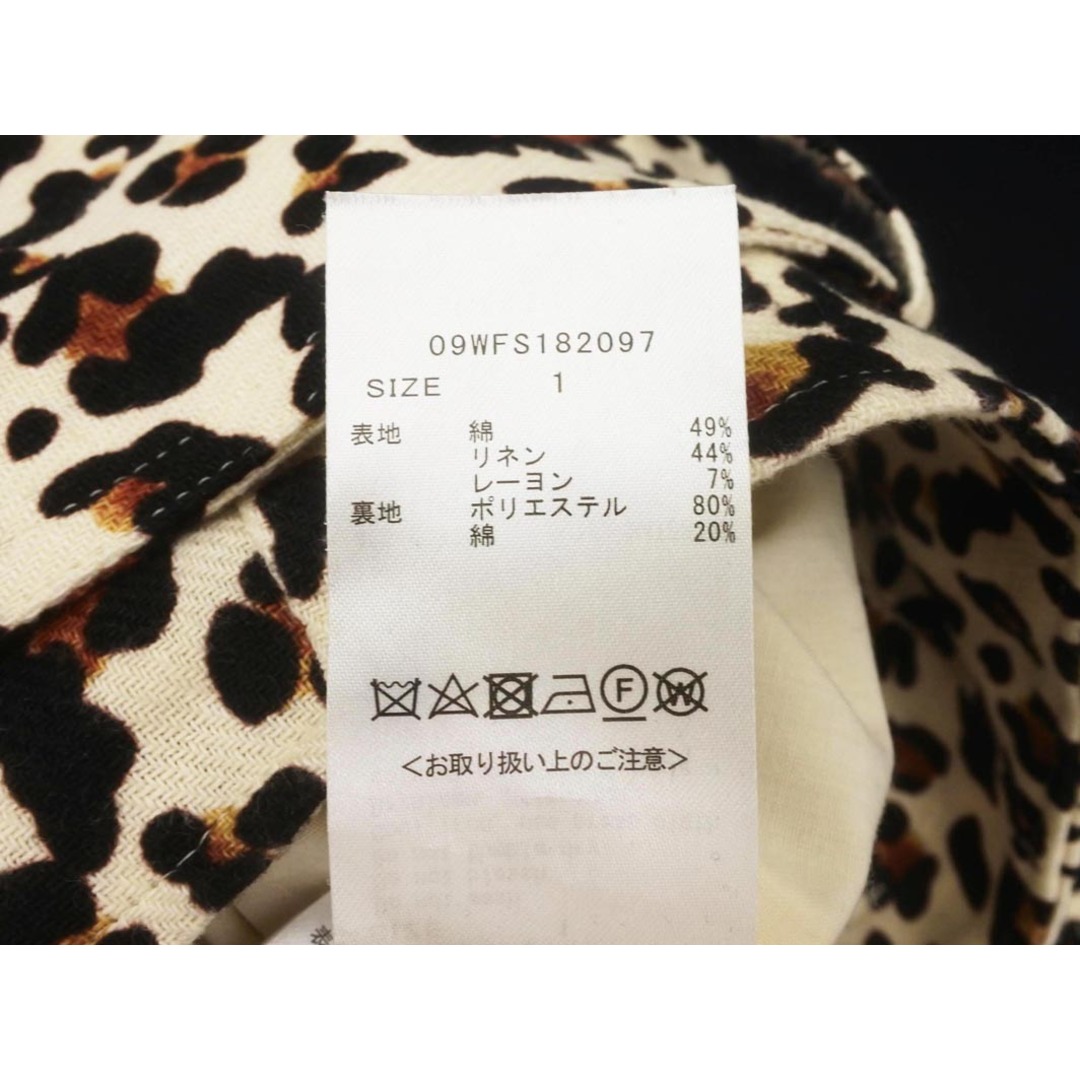 09WFS182097
SIZE 1
表地 綿 49%
リネン 44%
レーヨン 7%
裏地 ポリエステル 80%
綿 20%
F W
<お取り扱い上のご注意>